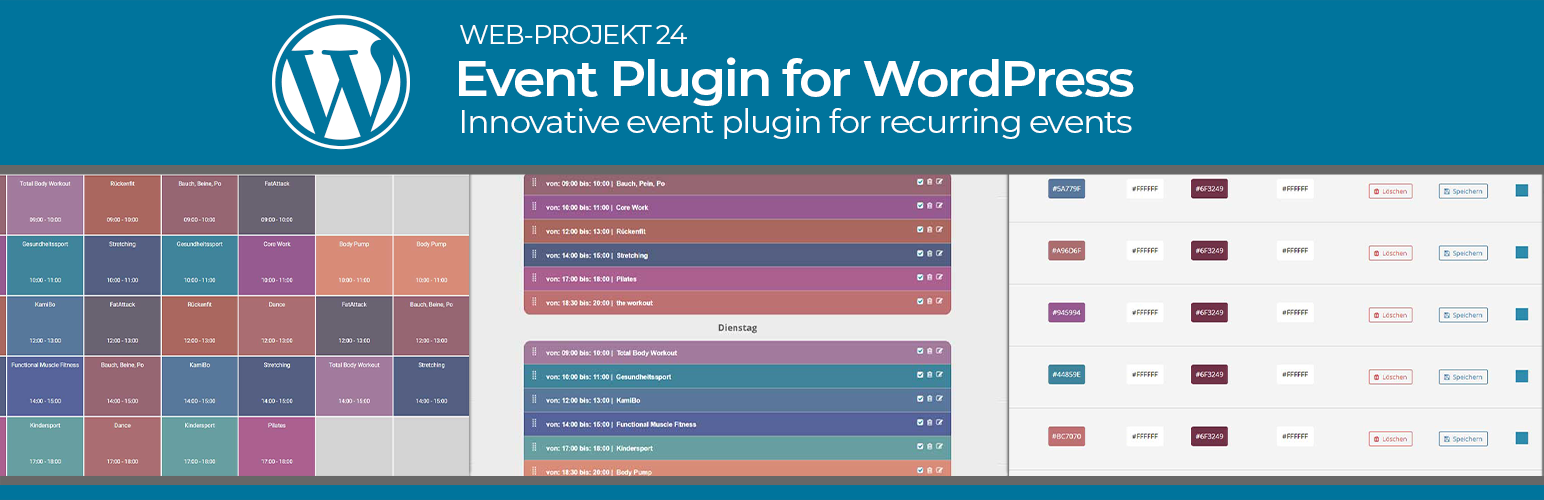 WEB-PROJEKT 24
Event Plugin for WordPress
Innovative event plugin for recurring events
Total Body Workout
Rückenfit
Bauch, Beine, Po
FatAttack
09:00 - 10:00
09:00 - 10:00
09:00 - 10:00
09:00 - 10:00
Gesundheitssport
Stretching
Gesundheitssport
Core Work
Body Pump
Body Pump
10:00 - 11:00
10:00 - 11:00
10:00 - 11:00
10:00 - 11:00
10:00 - 11:00
10:00 - 11:00
KamiBo
FatAttack
Rückenfit
Dance
FatAttack
Bauch, Beine, Po
12:00 - 13:00
12:00 - 13:00
12:00 - 13:00
12:00 - 13:00
12:00 - 13:00
12:00 - 13:00
Functional Muscle Fitness
Bauch, Beine, Po
KamiBo
Stretching
Total Body Workout
Stretching
14:00 - 15:00
14:00 - 15:00
14:00 - 15:00
14:00 - 15:00
14:00 - 15:00
14:00 - 15:00
Kindersport
Dance
Kindersport
Pilates
17:00 - 18:00
17:00 - 18:00
17:00 - 18:00
17:00 - 18:00
von: 09:00 bis: 10:00 | Bauch, Pein, Po
von: 10:00 bis: 11:00 | Core Work
von: 12:00 bis: 13:00 | Rückenfit
von: 14:00 bis: 15:00 | Stretching
von: 17:00 bis: 18:00 | Pilates
von: 18:30 bis: 20:00 | the workout
Dienstag
von: 09:00 bis: 10:00 | Total Body Workout
von: 10:00 bis: 11:00 | Gesundheitssport
von: 12:00 bis: 13:00 | KamiBo
von: 14:00 bis: 15:00 | Functional Muscle Fitness
von: 17:00 bis: 18:00 | Kindersport
von: 18:30 bis: 20:00 | Body Pump
#5A779F #FFFFFF #6F3249 #FFFFFF Löschen Speichern
#A96D6F #FFFFFF #6F3249 #FFFFFF Löschen Speichern
#945994 #FFFFFF #6F3249 #FFFFFF Löschen Speichern
#44859E #FFFFFF #6F3249 #FFFFFF Löschen Speichern
#BC7070 #FFFFFF #6F3249 #FFFFFF Löschen Speichern